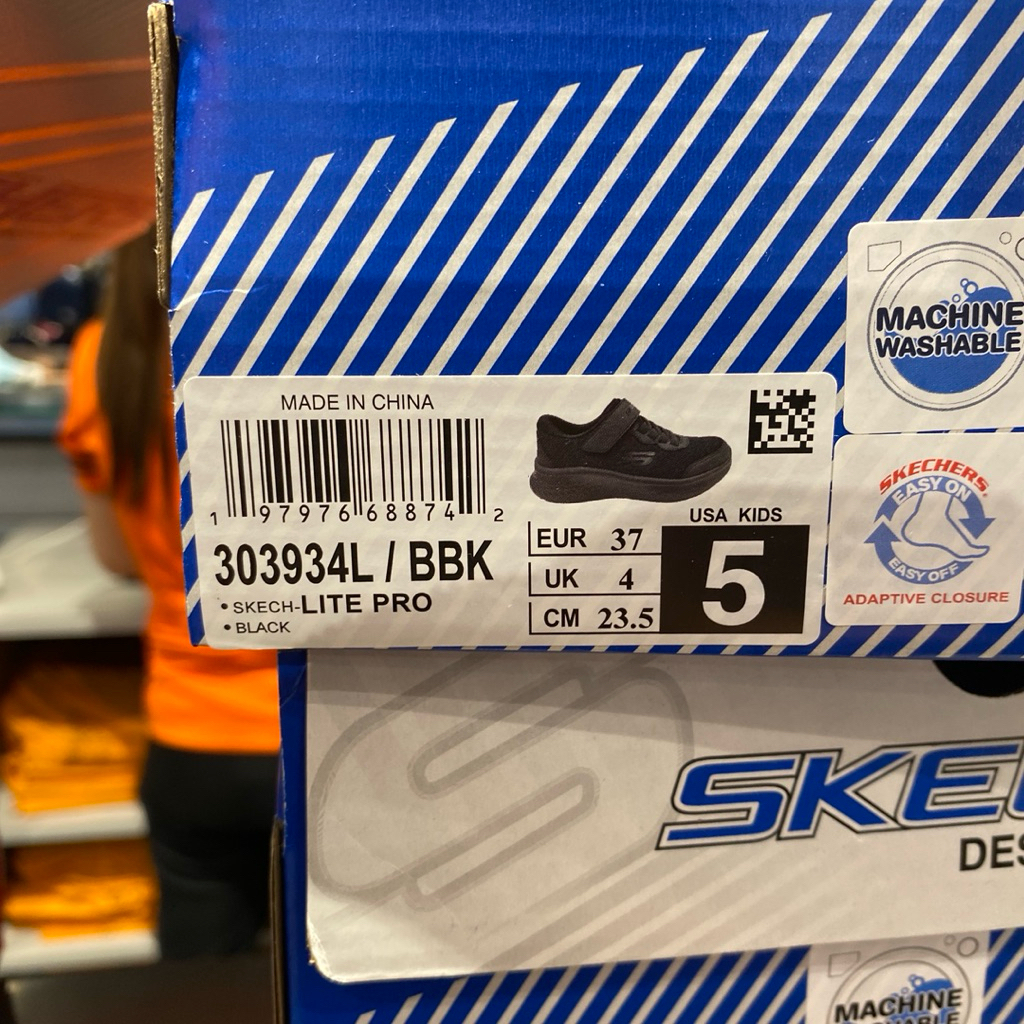 MACHINE
WASHABLE
MADE IN CHINA
1 97976 68874 2
303934L / BBK
• SKECH-LITE PRO
• BLACK
USA KIDS
EUR 37
UK 4
CM 23.5
5
SKECHERS
EASY ON
EASY OFF
ADAPTIVE CLOSURE
SKE
DES
MACHINE